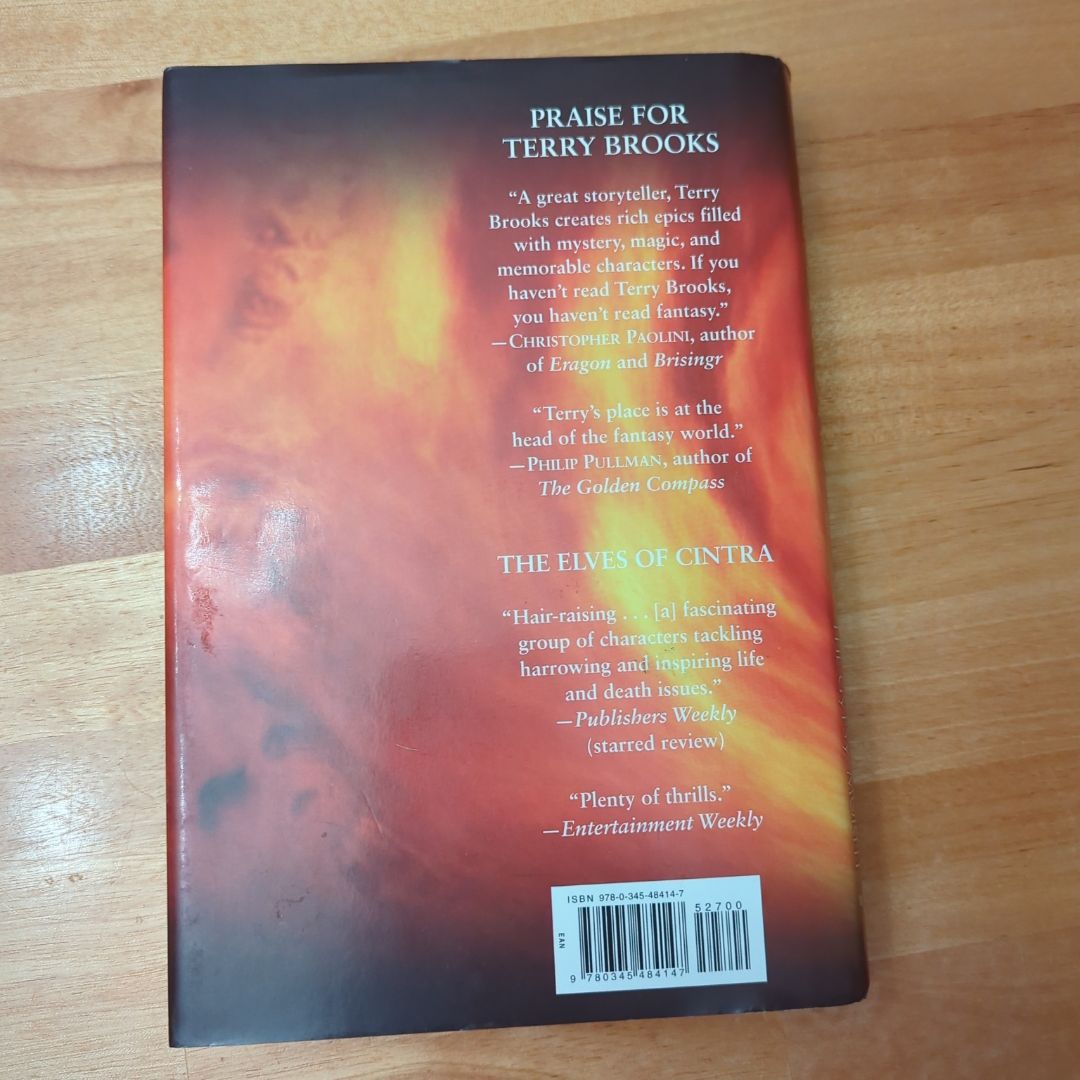 PRAISE FOR
TERRY BROOKS
“A great storyteller, Terry
Brooks creates rich epics filled
with mystery, magic, and
memorable characters. If you
haven’t read Terry Brooks,
you haven’t read fantasy.”
—CHRISTOPHER PAOLINI, author
of Eragon and Brisingr
“Terry’s place is at the
head of the fantasy world.”
—PHILIP PULLMAN, author of
The Golden Compass
THE ELVES OF CINTRA
“Hair-raising . . . [a] fascinating
group of characters tackling
harrowing and inspiring life
and death issues.”
—Publishers Weekly
(starred review)
“Plenty of thrills.”
—Entertainment Weekly
ISBN 978-0-345-48414-7
52700
EAN
9 780345 484147